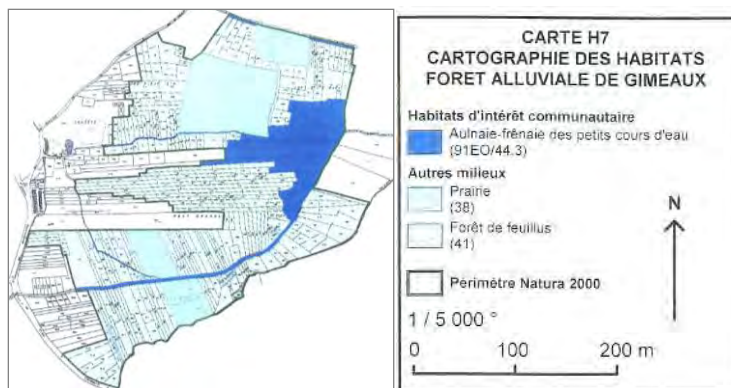 CARTE H7
CARTOGRAPHIE DES HABITATS
FORET ALLUVIALE DE GIMEAUX
Habitats d'intérêt communautaire
Aulnaie-frênaie des petits cours d'eau
(91EO/44.3)
Autres milieux
Prairie
(38)
Forêt de feuillus
(41)
N
Périmètre Natura 2000
1 / 5 000 °
0 100 200 m